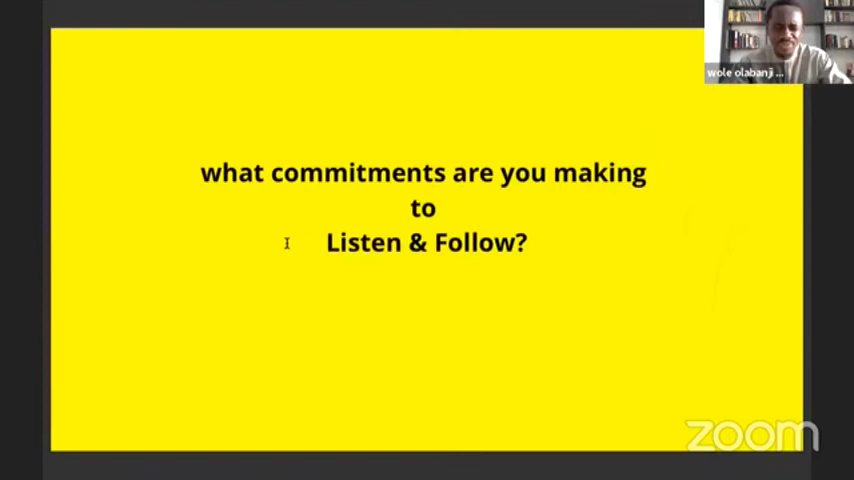 wole olabanji ...
what commitments are you making
to
Listen & Follow?
zoom